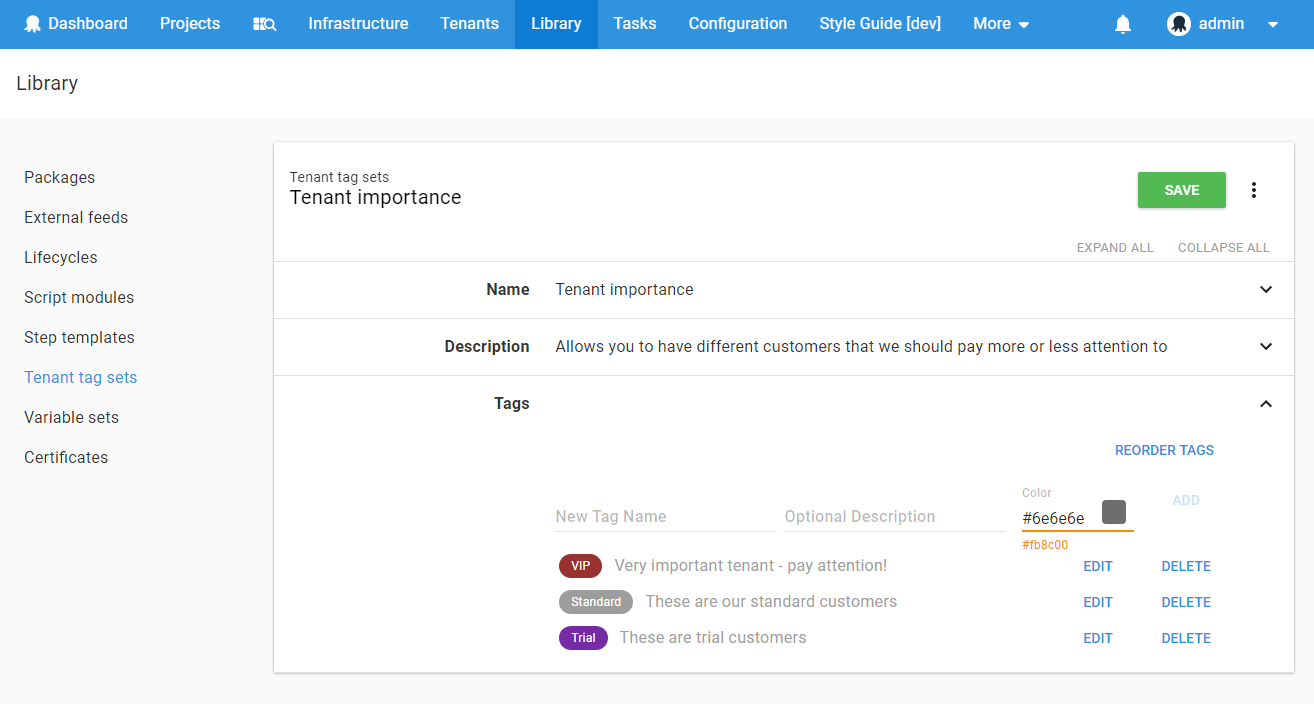 Dashboard Projects Infrastructure Tenants Library Tasks Configuration Style Guide [dev] More admin
Library
Packages
External feeds
Lifecycles
Script modules
Step templates
Tenant tag sets
Variable sets
Certificates
Tenant tag sets
Tenant importance
SAVE
EXPAND ALL COLLAPSE ALL
Name Tenant importance
Description Allows you to have different customers that we should pay more or less attention to
Tags
REORDER TAGS
Color
New Tag Name Optional Description #6e6e6e ADD
#fb8c00
VIP Very important tenant - pay attention! EDIT DELETE
Standard These are our standard customers EDIT DELETE
Trial These are trial customers EDIT DELETE